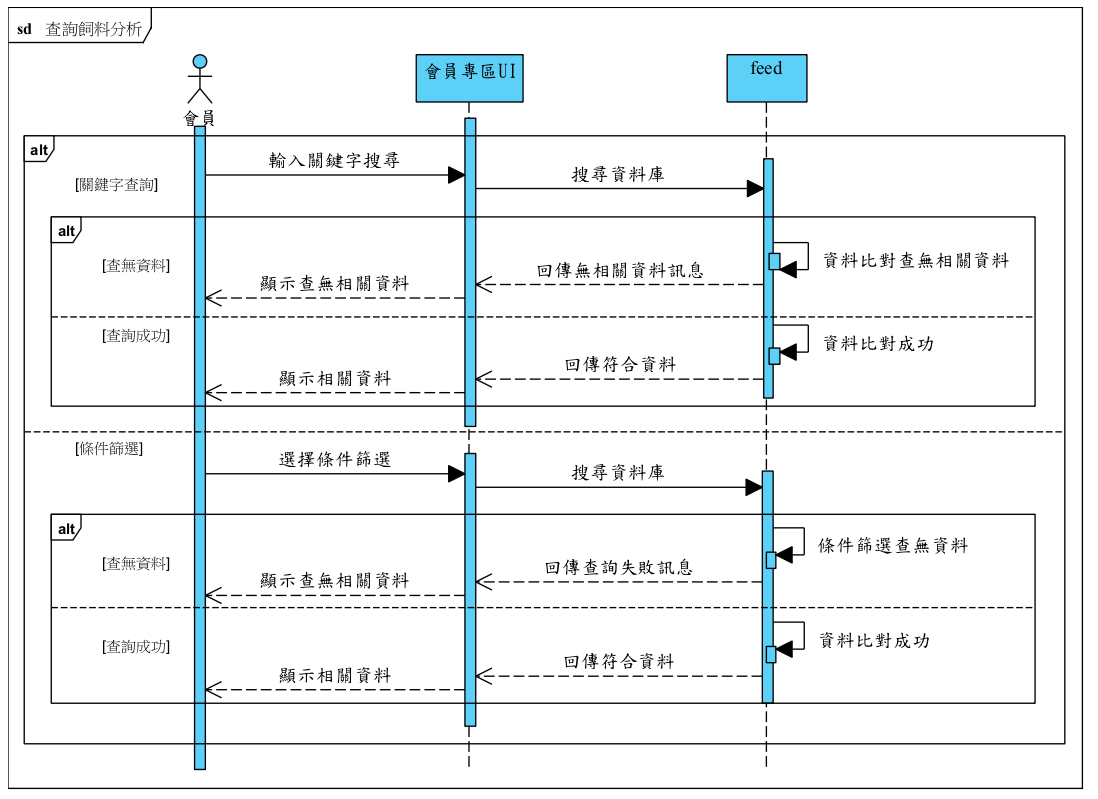 sd 查詢飼料分析
會員
會員專區UI
feed
alt
[關鍵字查詢]
輸入關鍵字搜尋
搜尋資料庫
alt
[查無資料]
資料比對查無相關資料
回傳無相關資料訊息
顯示查無相關資料
[查詢成功]
資料比對成功
回傳符合資料
顯示相關資料
[條件篩選]
選擇條件篩選
搜尋資料庫
alt
[查無資料]
條件篩選查無資料
回傳查詢失敗訊息
顯示查無相關資料
[查詢成功]
資料比對成功
回傳符合資料
顯示相關資料